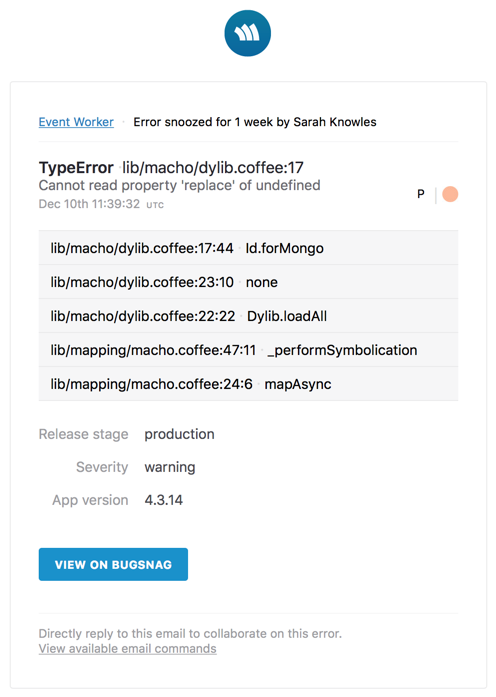 Event Worker · Error snoozed for 1 week by Sarah Knowles
TypeError lib/macho/dylib.coffee:17
Cannot read property 'replace' of undefined
P
Dec 10th 11:39:32 UTC
lib/macho/dylib.coffee:17:44 · Id.forMongo
lib/macho/dylib.coffee:23:10 · none
lib/macho/dylib.coffee:22:22 · Dylib.loadAll
lib/mapping/macho.coffee:47:11 · _performSymbolication
lib/mapping/macho.coffee:24:6 · mapAsync
Release stage production
Severity warning
App version 4.3.14
VIEW ON BUGSNAG
Directly reply to this email to collaborate on this error.
View available email commands